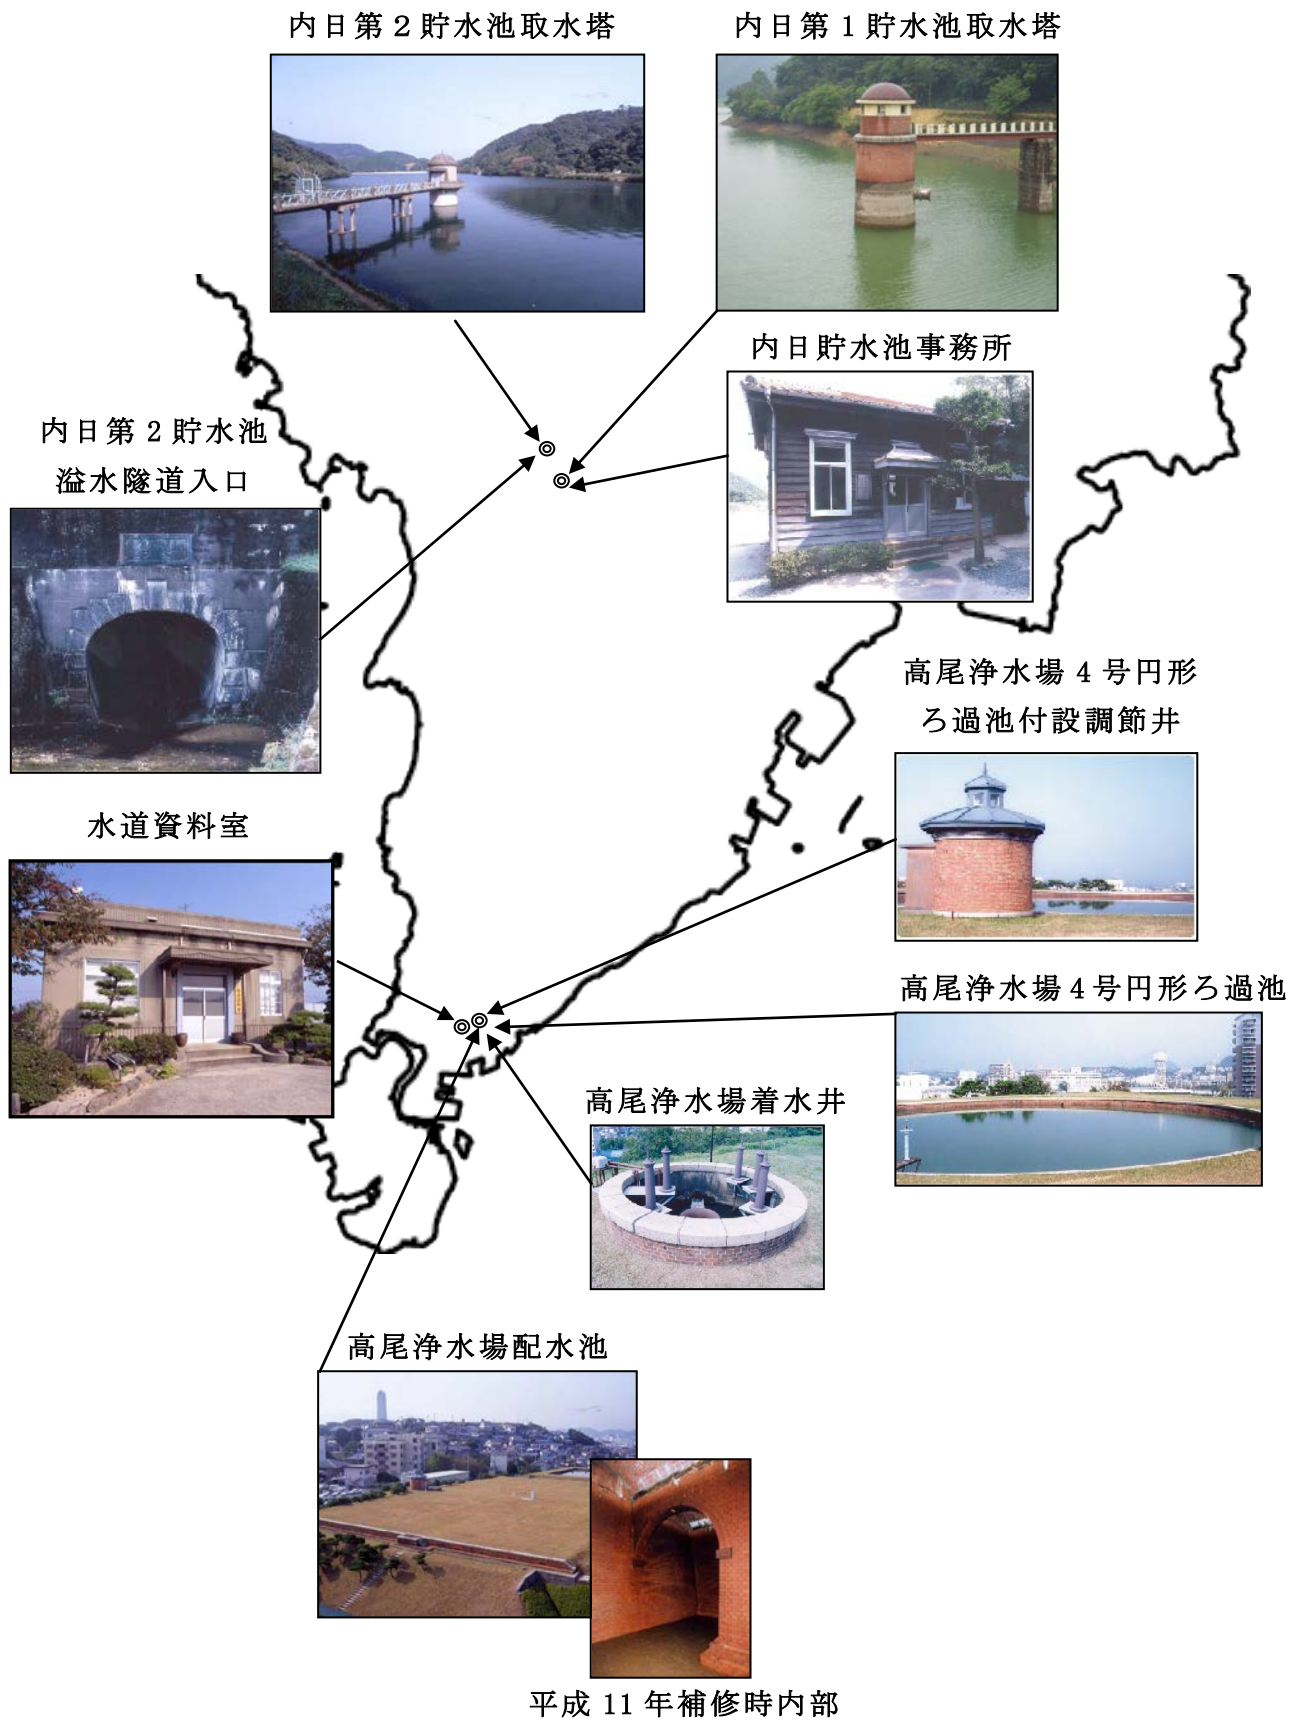 内日第２貯水池取水塔
内日第１貯水池取水塔
内日貯水池事務所
内日第２貯水池
溢水隧道入口
高尾浄水場４号円形
ろ過池付設調節井
水道資料室
高尾浄水場４号円形ろ過池
高尾浄水場着水井
高尾浄水場配水池
平成 11 年補修時内部